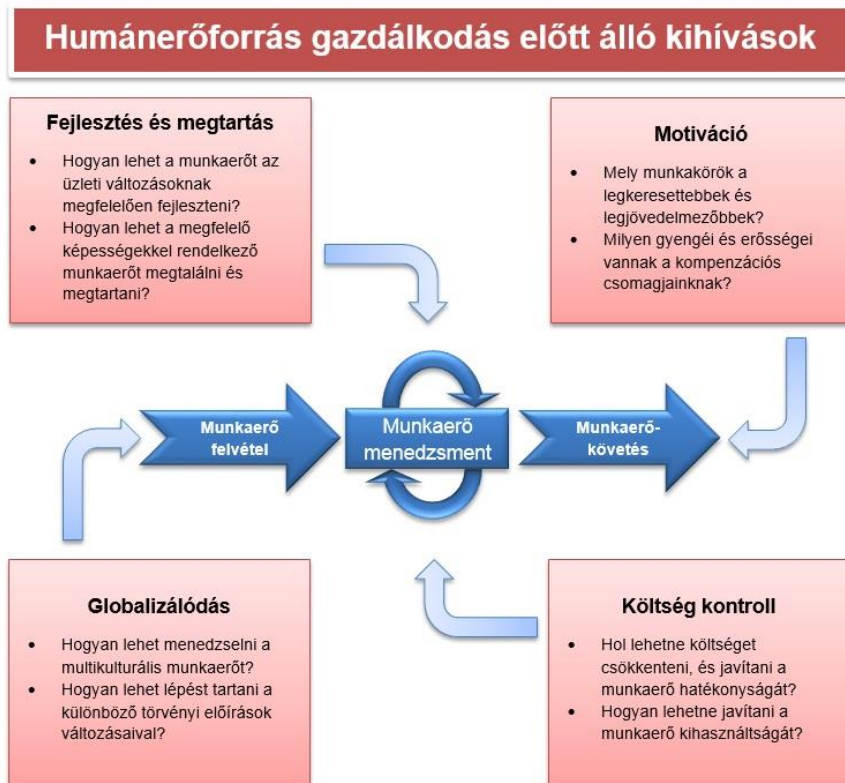 Humánerőforrás gazdálkodás előtt álló kihívások
Fejlesztés és megtartás
• Hogyan lehet a munkaerőt az
üzleti változásoknak
megfelelően fejleszteni?
• Hogyan lehet a megfelelő
képességekkel rendelkező
munkaerőt megtalálni és
megtartani?
Motiváció
• Mely munkakörök a
legkeresettebbek és
legjövedelmezőbbek?
• Milyen gyengéi és erősségei
vannak a kompenzációs
csomagjainknak?
Munkaerő
felvétel
Munkaerő
menedzsment
Munkaerő-
követés
Globalizálódás
• Hogyan lehet menedzselni a
multikulturális munkaerőt?
• Hogyan lehet lépést tartani a
különböző törvényi előírások
változásaival?
Költség kontroll
• Hol lehetne költséget
csökkenteni, és javítani a
munkaerő hatékonyságát?
• Hogyan lehetne javítani a
munkaerő kihasználtságát?